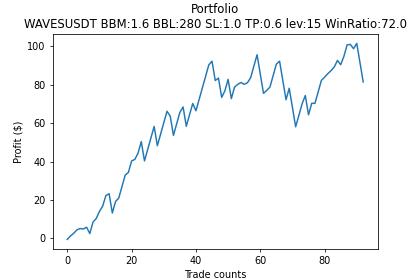 Portfolio
WAVESUSDT BBM:1.6 BBL:280 SL:1.0 TP:0.6 lev:15 WinRatio:72.0
100
80
60
40
20
0
Profit ($)
0 20 40 60 80
Trade counts